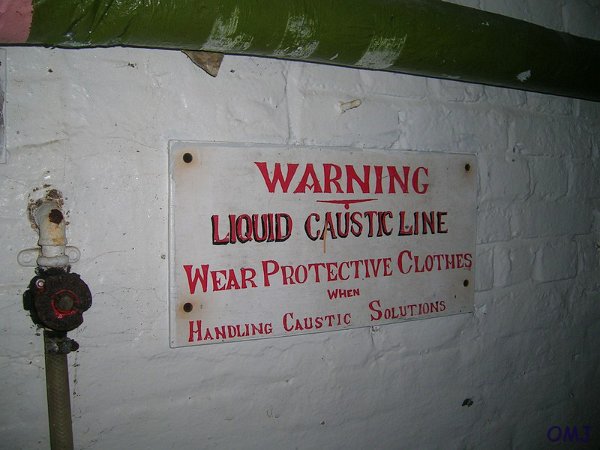 WARNING
LIQUID CAUSTIC LINE
WEAR PROTECTIVE CLOTHES
WHEN
HANDLING CAUSTIC SOLUTIONS
OMJ